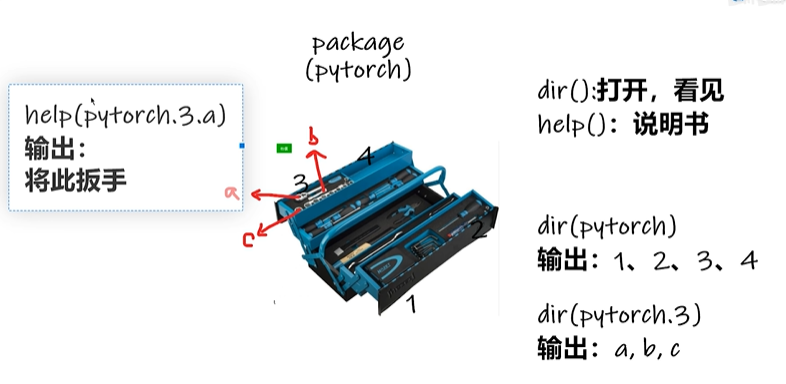 package
(pytorch)
help(pytorch.3.a)
输出：
将此扳手
dir():打开，看见
help()：说明书
b
4
3
a
c
2
1
dir(pytorch)
输出：1、2、3、4
dir(pytorch.3)
输出：a, b, c